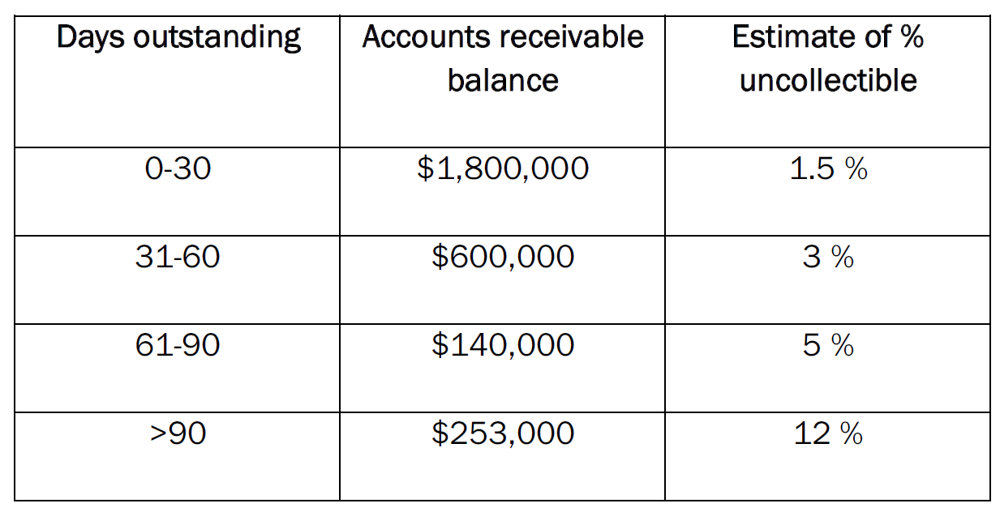 Days outstanding
Accounts receivable
balance
Estimate of %
uncollectible
0-30
$1,800,000
1.5 %
31-60
$600,000
3 %
61-90
$140,000
5 %
>90
$253,000
12 %